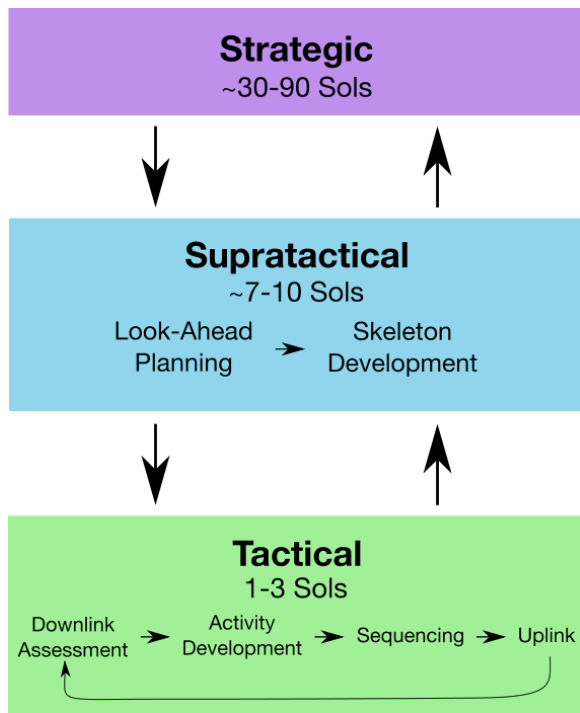 Strategic
~30-90 Sols
Supratactical
~7-10 Sols
Look-Ahead
Planning
Skeleton
Development
Tactical
1-3 Sols
Downlink
Assessment
Activity
Development
Sequencing
Uplink